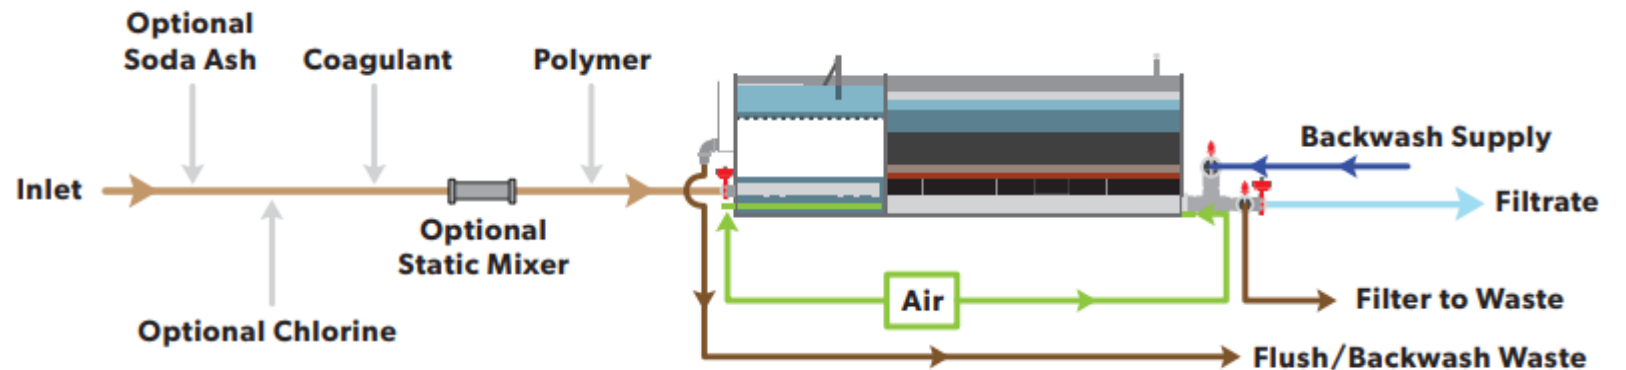 Optional
Soda Ash
Coagulant
Polymer
Backwash Supply
Inlet
Filtrate
Optional
Static Mixer
Air
Filter to Waste
Optional Chlorine
Flush/Backwash Waste